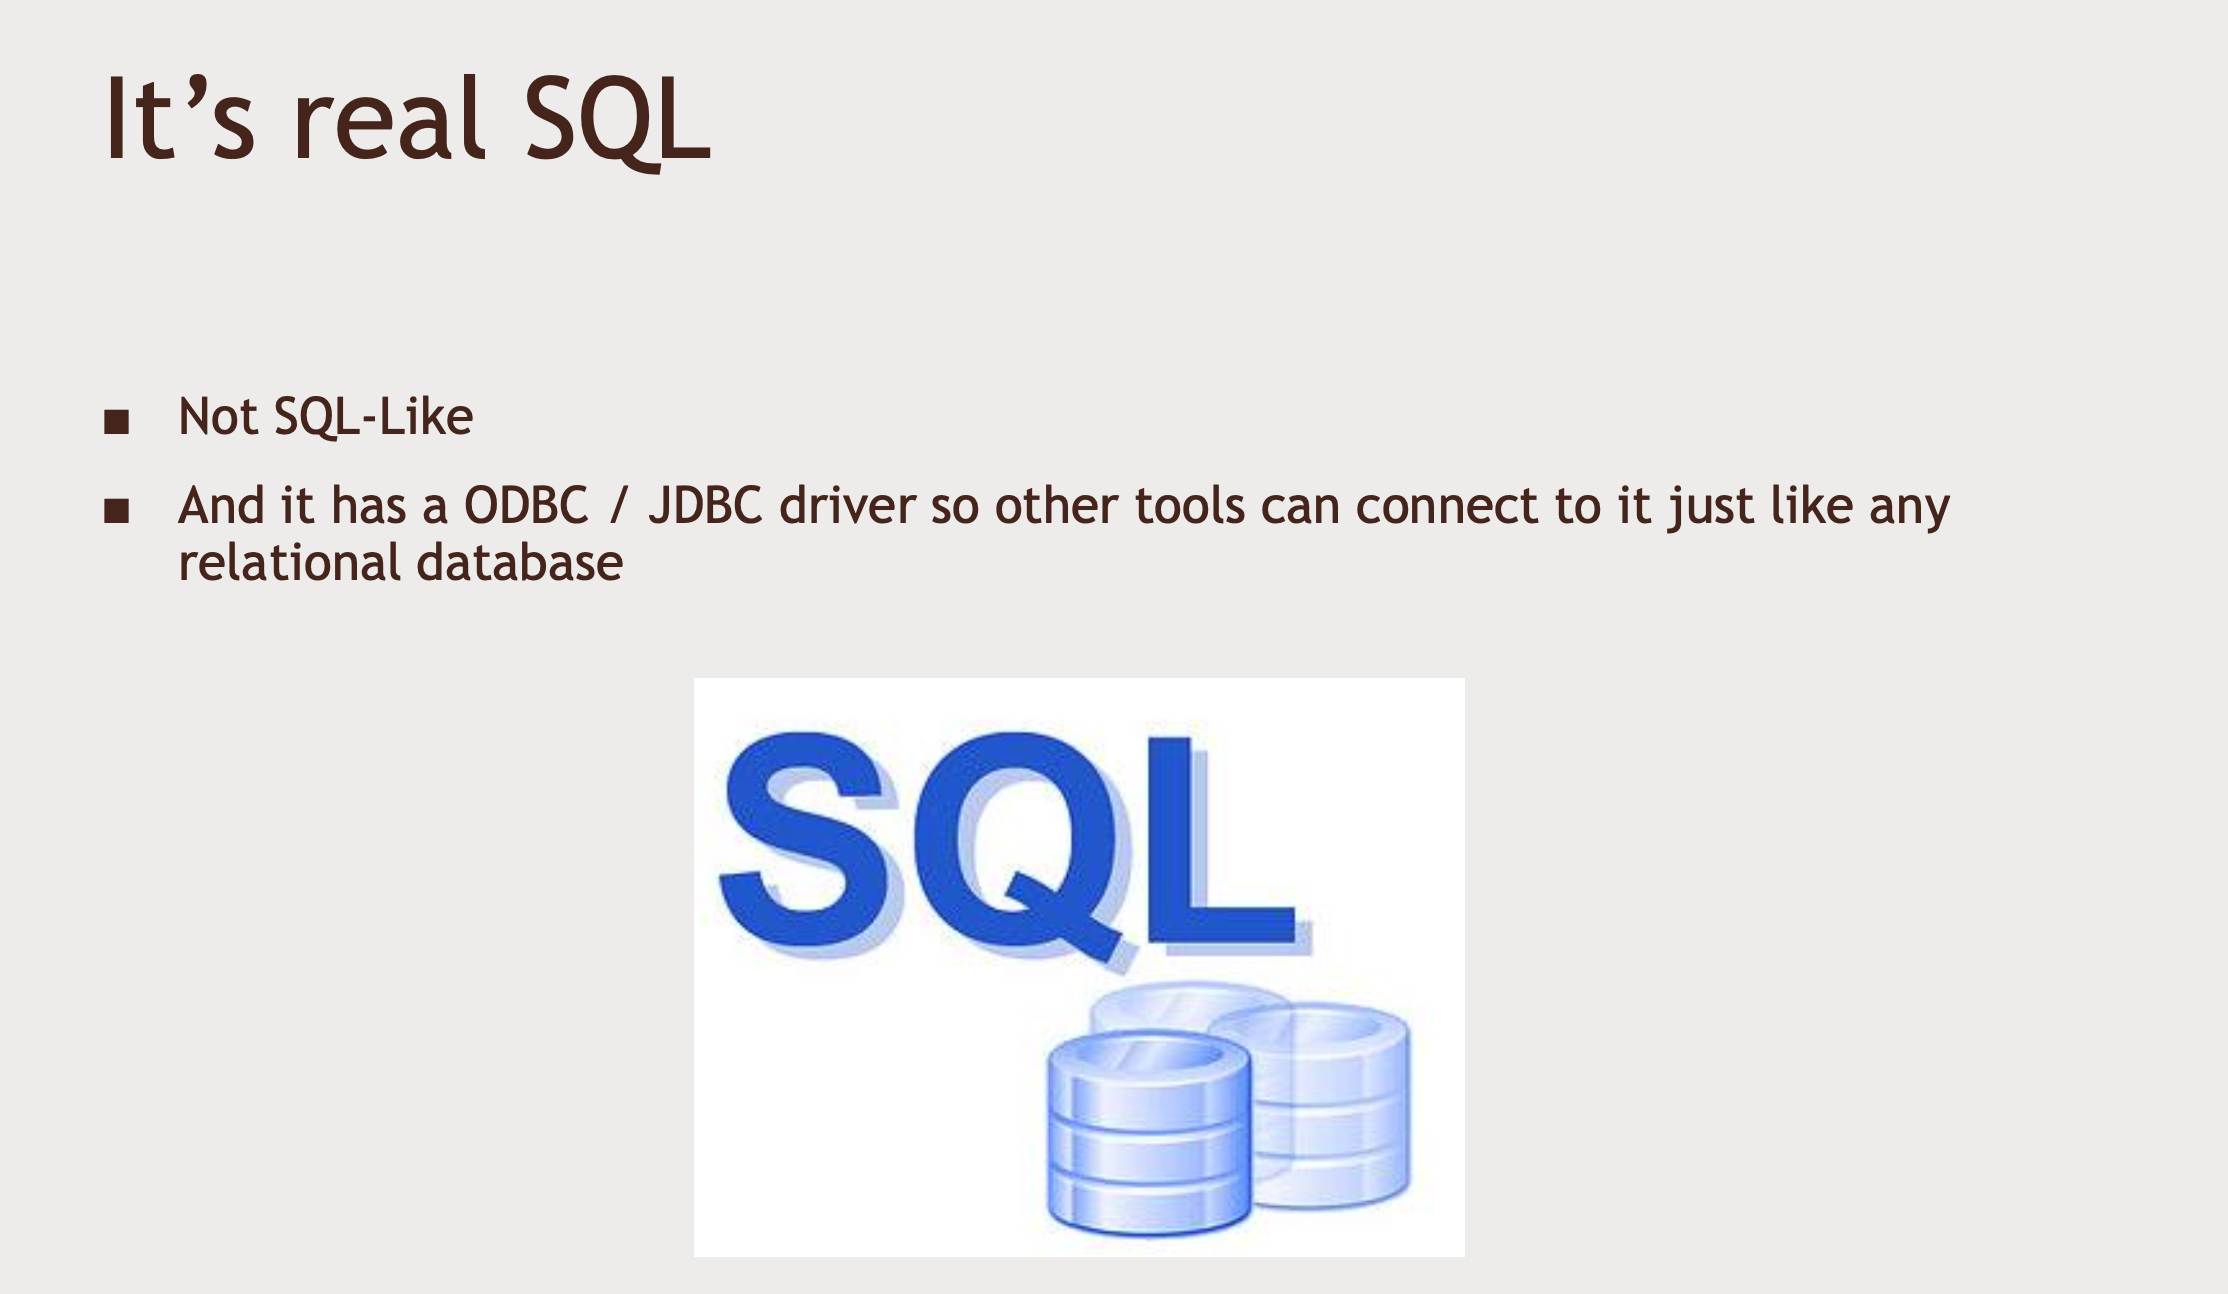 It’s real SQL
■ Not SQL-Like
■ And it has a ODBC / JDBC driver so other tools can connect to it just like any
relational database
SQL